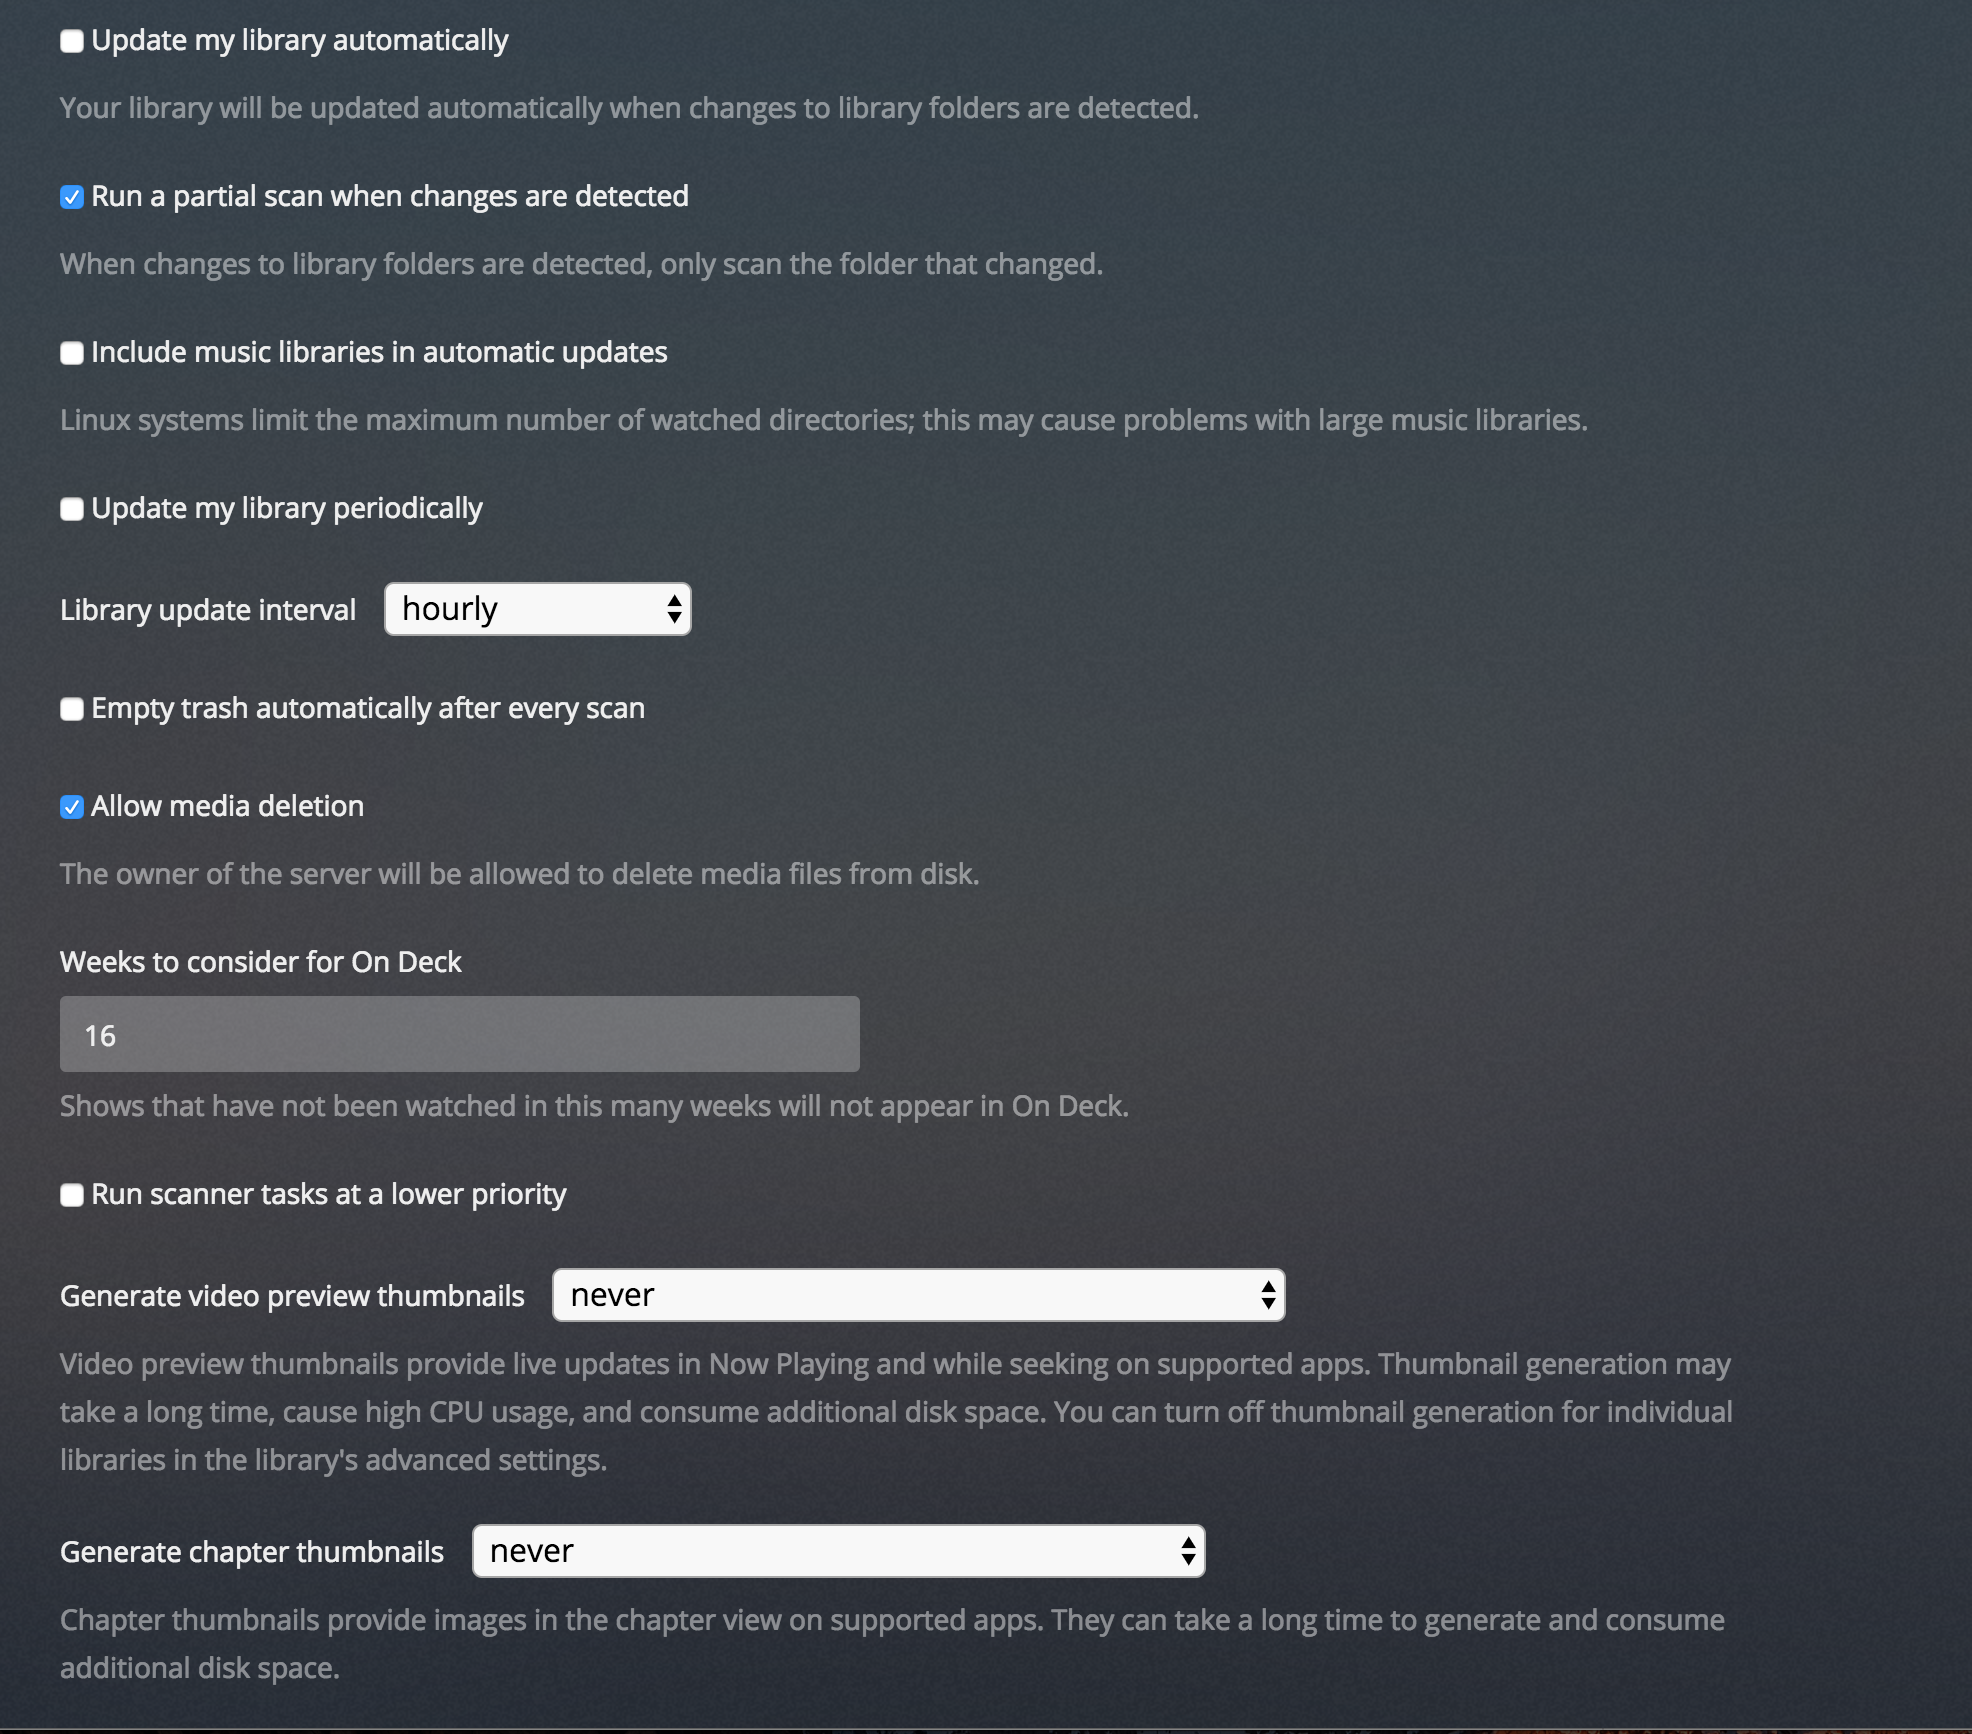 Update my library automatically
Your library will be updated automatically when changes to library folders are detected.
Run a partial scan when changes are detected
When changes to library folders are detected, only scan the folder that changed.
Include music libraries in automatic updates
Linux systems limit the maximum number of watched directories; this may cause problems with large music libraries.
Update my library periodically
Library update interval hourly
Empty trash automatically after every scan
Allow media deletion
The owner of the server will be allowed to delete media files from disk.
Weeks to consider for On Deck
16
Shows that have not been watched in this many weeks will not appear in On Deck.
Run scanner tasks at a lower priority
Generate video preview thumbnails never
Video preview thumbnails provide live updates in Now Playing and while seeking on supported apps. Thumbnail generation may
take a long time, cause high CPU usage, and consume additional disk space. You can turn off thumbnail generation for individual
libraries in the library's advanced settings.
Generate chapter thumbnails never
Chapter thumbnails provide images in the chapter view on supported apps. They can take a long time to generate and consume
additional disk space.